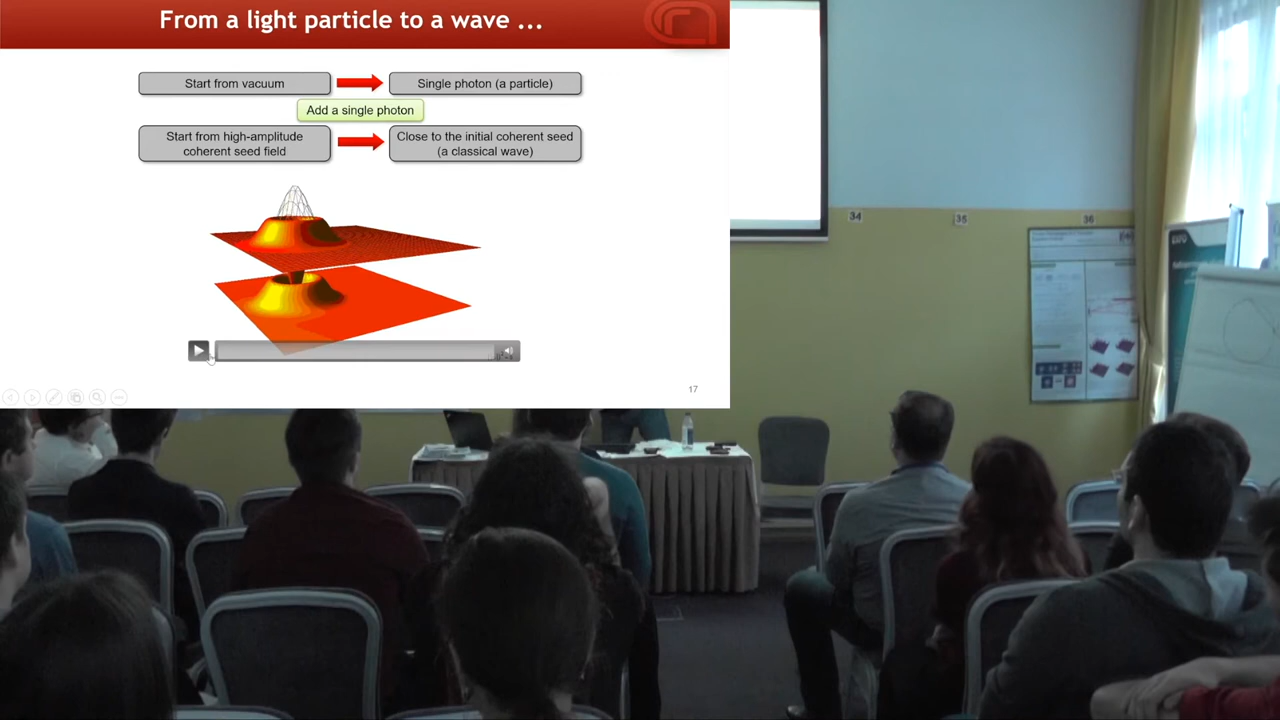 From a light particle to a wave ...
Start from vacuum
Single photon (a particle)
Add a single photon
Start from high-amplitude
coherent seed field
Close to the initial coherent seed
(a classical wave)
17
34
35
36
EXFO